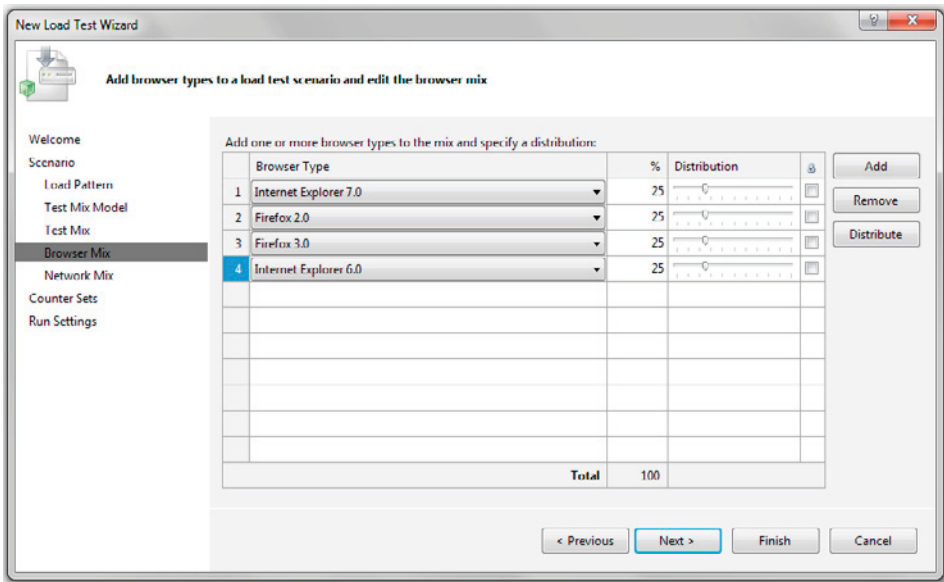 New Load Test Wizard
Add browser types to a load test scenario and edit the browser mix
Welcome
Scenario
Load Pattern
Test Mix Model
Test Mix
Browser Mix
Network Mix
Counter Sets
Run Settings
Add one or more browser types to the mix and specify a distribution:
Browser Type % Distribution
1 Internet Explorer 7.0 25
2 Firefox 2.0 25
3 Firefox 3.0 25
4 Internet Explorer 6.0 25
Total 100
Add
Remove
Distribute
< Previous Next > Finish Cancel